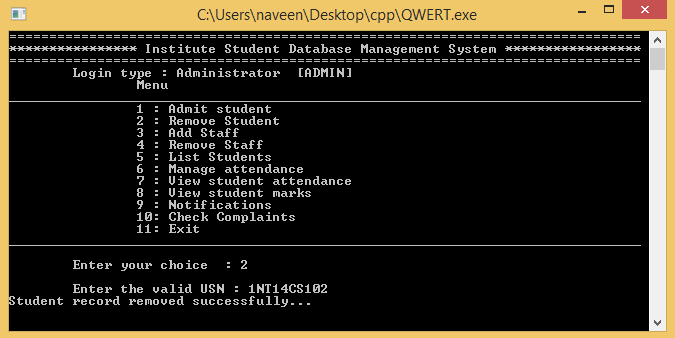 C:\Users\naveen\Desktop\cpp\QWERT.exe
===============================================================================
**************** Institute Student Database Management System *****************
===============================================================================
Login type : Administrator [ADMIN]
Menu
1 : Admit student
2 : Remove Student
3 : Add Staff
4 : Remove Staff
5 : List Students
6 : Manage attendance
7 : View student attendance
8 : View student marks
9 : Notifications
10: Check Complaints
11: Exit
Enter your choice : 2
Enter the valid USN : 1NT14CS102
Student record removed successfully...